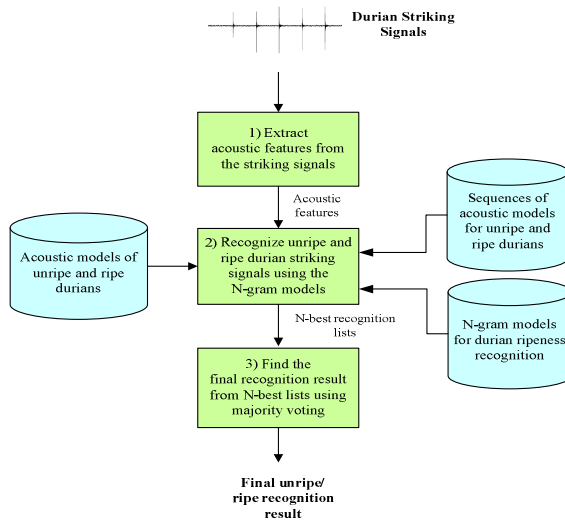 Durian Striking
Signals
1) Extract
acoustic features from
the striking signals
Acoustic
features
Sequences of
acoustic models
for unripe and
ripe durians
Acoustic models of
unripe and ripe
durians
2) Recognize unripe and
ripe durian striking
signals using the
N-gram models
N-gram models
for durian ripeness
recognition
N-best recognition
lists
3) Find the
final recognition result
from N-best lists using
majority voting
Final unripe/
ripe recognition
result